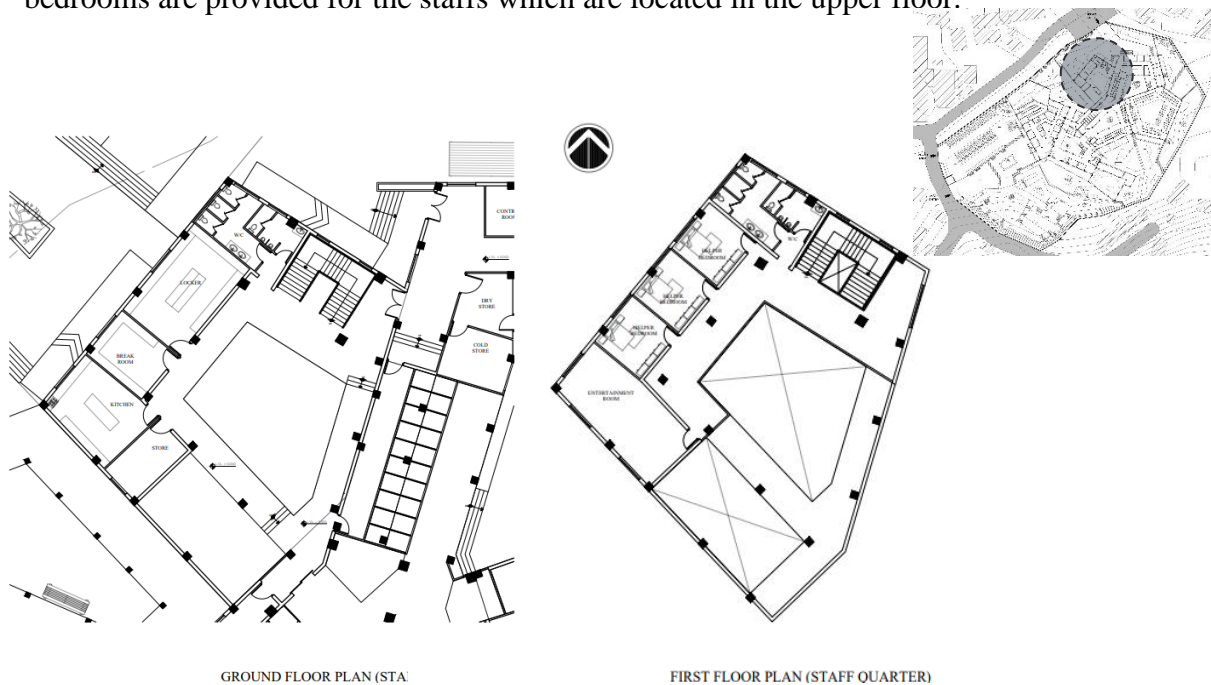 bedrooms are provided for the staffs which are located in the upper floor.
W/C
LOCKER
BREAK
ROOM
KITCHEN
STORE
DRY
STORE
COLD
STORE
W/C
HELPER
BEDROOM
HELPER
BEDROOM
HELPER
BEDROOM
ENTERTAINMENT
ROOM
GROUND FLOOR PLAN (STA
FIRST FLOOR PLAN (STAFF QUARTER)